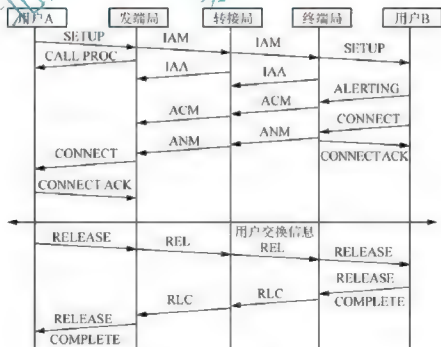 用户A 发端局 转接局 终端局 用户B
SETUP IAM IAM SETUP
CALL PROC IAA IAA
ACM ACM ALERTING
ANM ANM CONNECT
CONNECT CONNECT ACK
CONNECT ACK
用户交换信息
RELEASE REL REL RELEASE
RLC RLC RELEASE
COMPLETE
RELEASE
COMPLETE